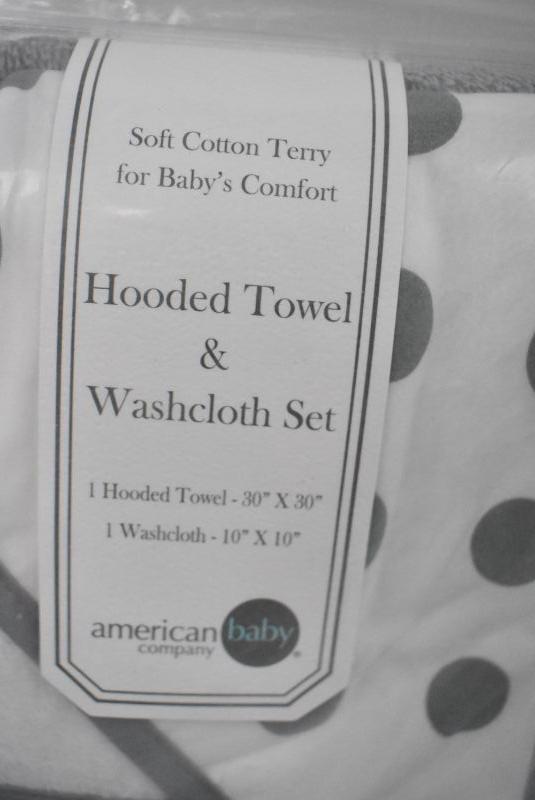 Soft Cotton Terry
for Baby's Comfort
Hooded Towel
&
Washcloth Set
1 Hooded Towel - 30" X 30"
1 Washcloth - 10" X 10"
american baby
company